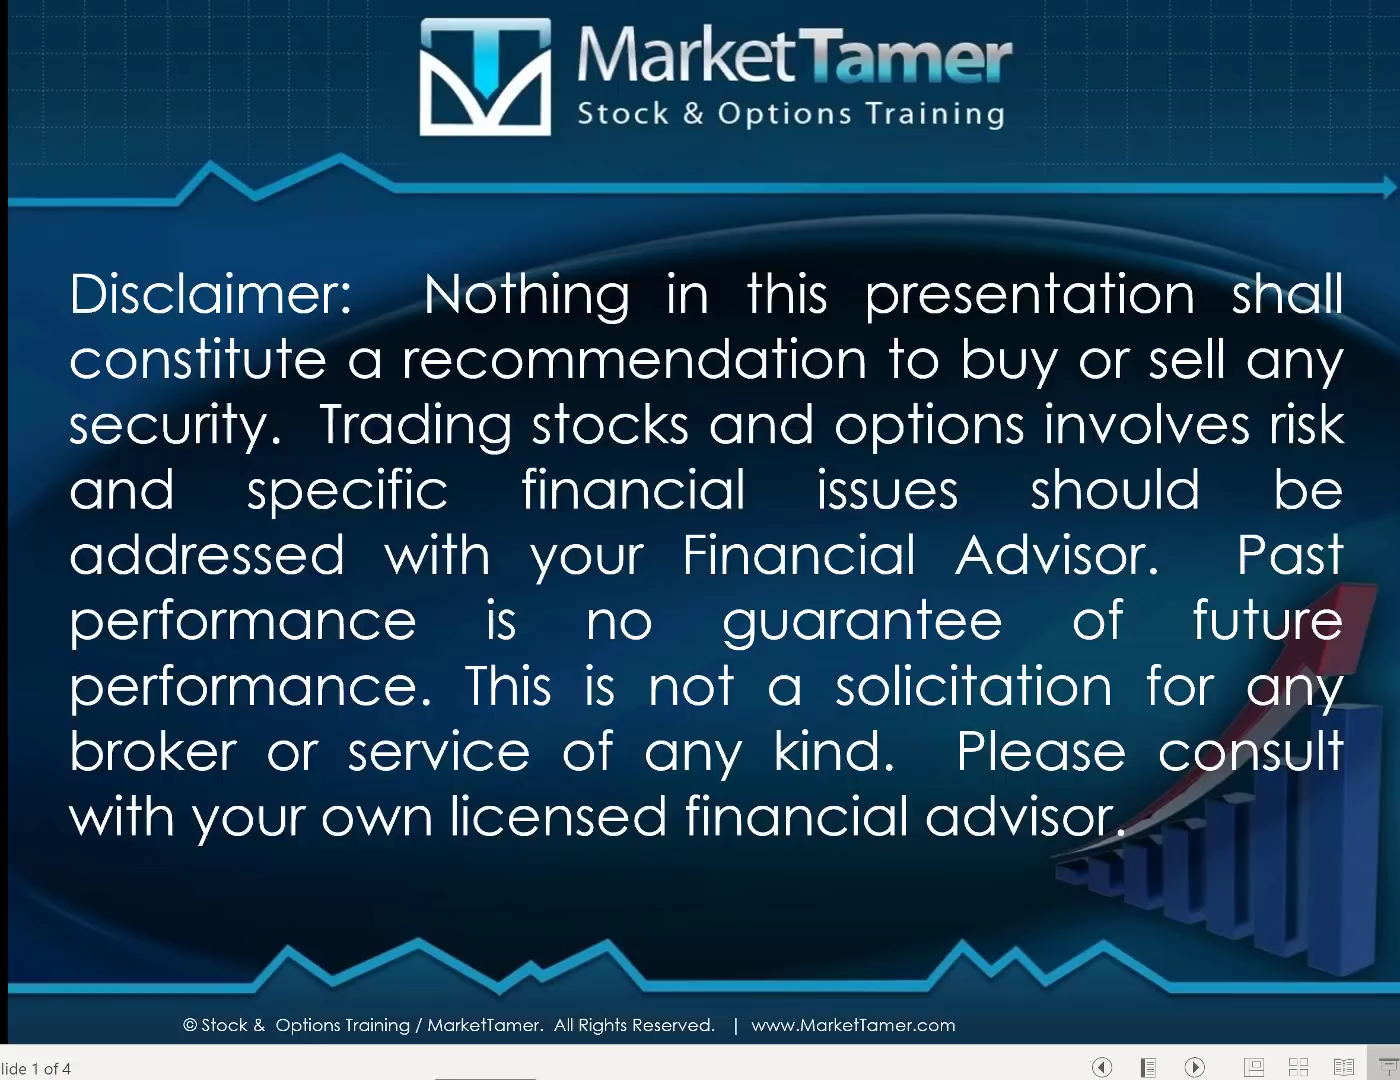 MarketTamer
Stock & Options Training
Disclaimer: Nothing in this presentation shall
constitute a recommendation to buy or sell any
security. Trading stocks and options involves risk
and specific financial issues should be
addressed with your Financial Advisor. Past
performance is no guarantee of future
performance. This is not a solicitation for any
broker or service of any kind. Please consult
with your own licensed financial advisor.
© Stock & Options Training / MarketTamer. All Rights Reserved. | www.MarketTamer.com
lide 1 of 4